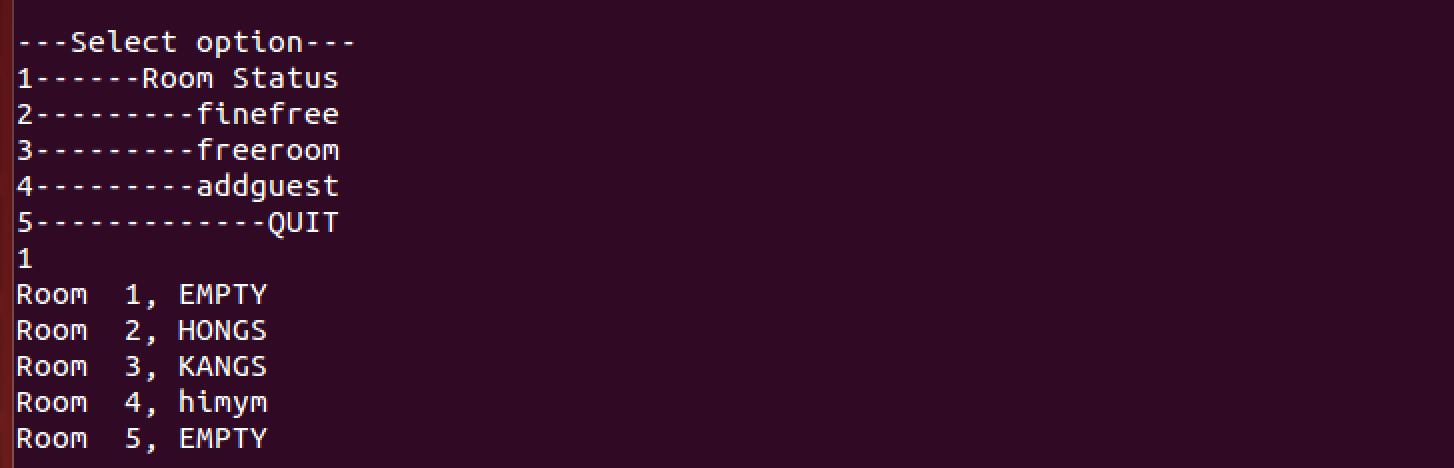 ---Select option---
1------Room Status
2---------finefree
3---------freeroom
4---------addguest
5-------------QUIT
1
Room  1, EMPTY
Room  2, HONGS
Room  3, KANGS
Room  4, himym
Room  5, EMPTY